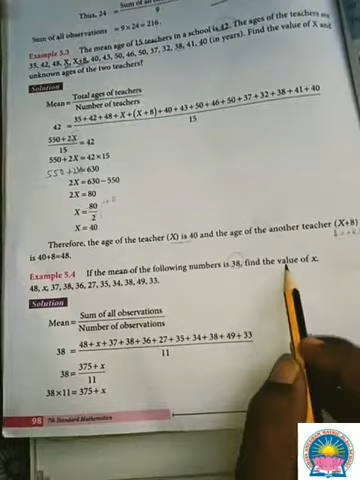 Thus, 24 = Sum of all obser
9
Sum of all observations = 9 × 24 = 216.
Example 5.3 The mean age of 15 teachers in a school is 42. The ages of the teachers are
35, 42, 48, X, X+8, 40, 43, 50, 46, 50, 37, 32, 38, 41, 40 (in years). Find the value of X and
unknown ages of the two teachers?
Solution
Mean = Total ages of teachers / Number of teachers
42 = 35 + 42 + 48 + X + (X + 8) + 40 + 43 + 50 + 46 + 50 + 37 + 32 + 38 + 41 + 40 / 15
550 + 2X / 15 = 42
550 + 2X = 42 × 15
550+2X = 630
2X = 630 − 550
2X = 80
X = 80 / 2
X = 40
Therefore, the age of the teacher (X) is 40 and the age of the another teacher (X+8)
is 40+8=48.
Example 5.4 If the mean of the following numbers is 38, find the value of x.
48, x, 37, 38, 36, 27, 35, 34, 38, 49, 33.
Solution
Mean = Sum of all observations / Number of observations
38 = 48 + x + 37 + 38 + 36 + 27 + 35 + 34 + 38 + 49 + 33 / 11
38 = 375 + x / 11
38 × 11 = 375 + x
98 7th Standard Mathematics